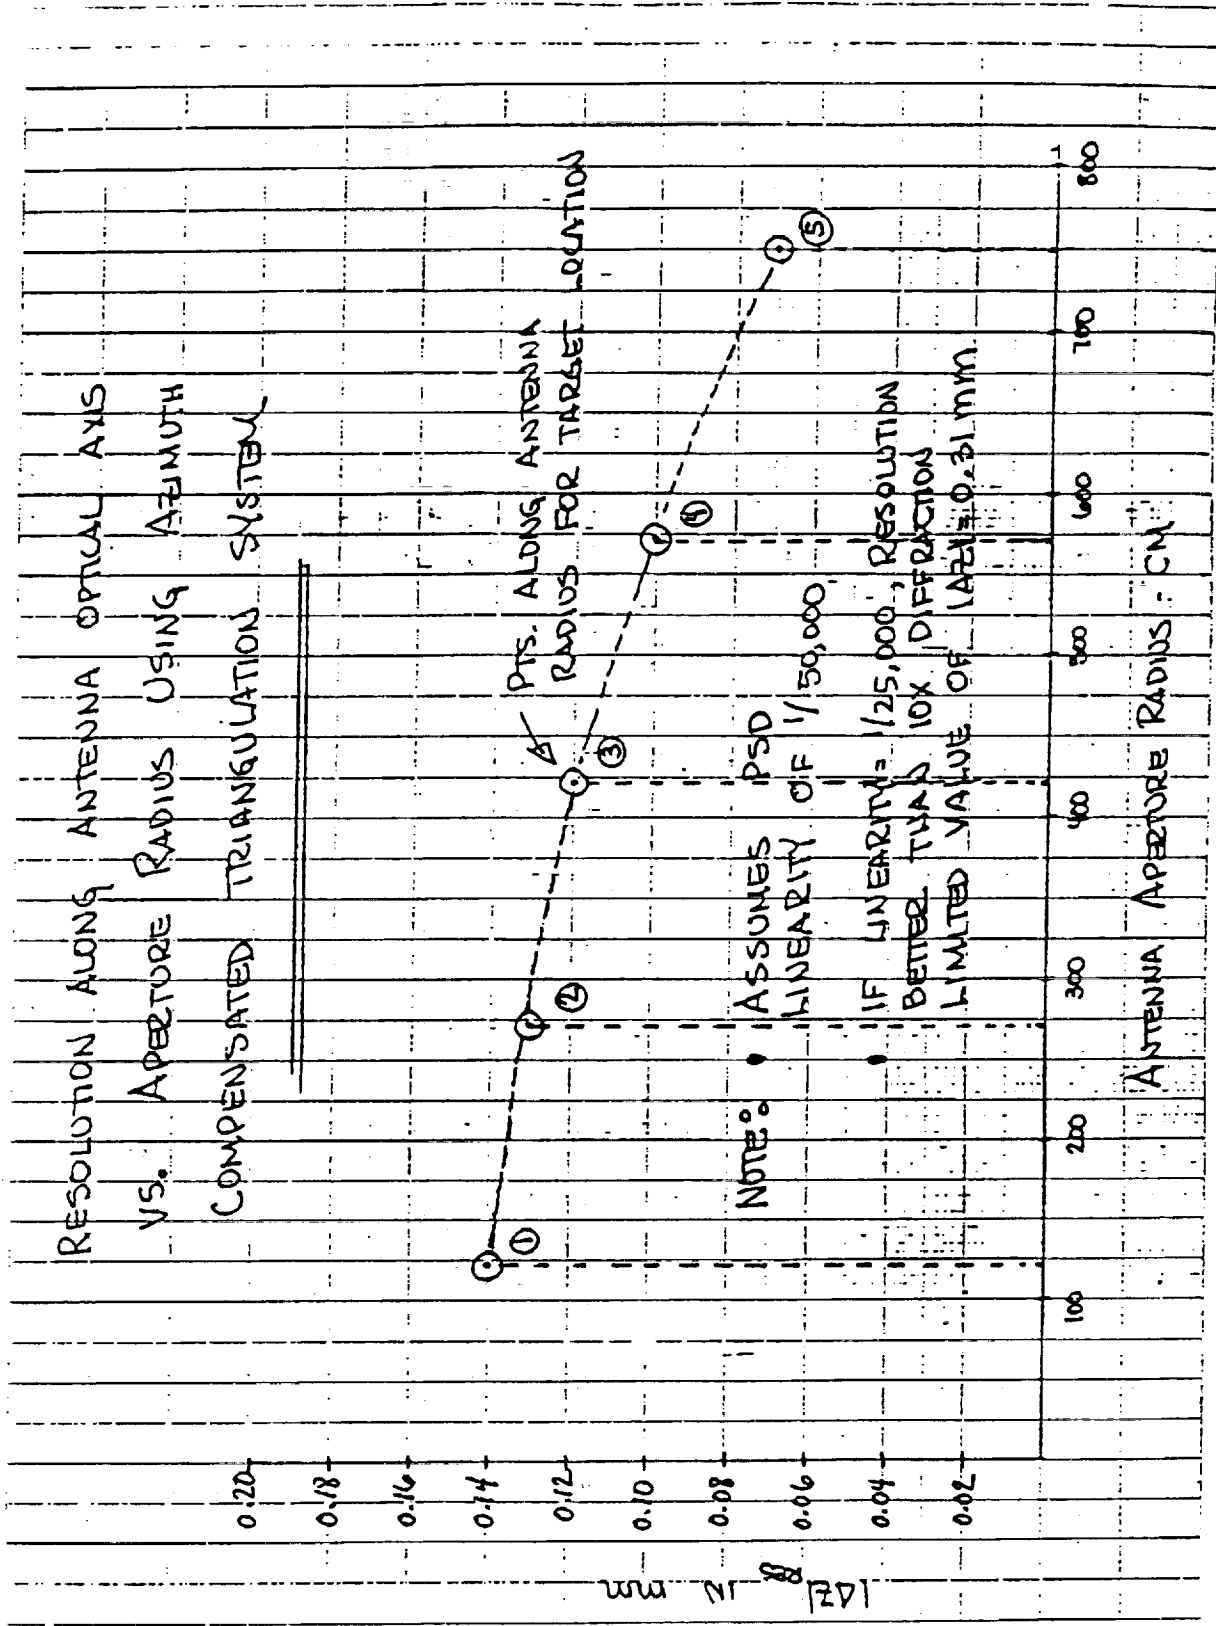 RESOLUTION ALONG ANTENNA OPTICAL AXIS
VS. APERTURE RADIUS USING AZIMUTH
COMPENSATED TRIANGULATION SYSTEM
PTS. ALONG ANTENNA
RADIUS FOR TARGET LOCATION
1
2
3
4
5
NOTE: • ASSUMES PSD
LINEARITY OF 1/50,000
• IF LINEARITY = 1/25,000, RESOLUTION
BETTER THAN 10X DIFFRACTION
LIMITED VALUE OF |ΔZ| = 0.31 mm
0.20
0.18
0.16
0.14
0.12
0.10
0.08
0.06
0.04
0.02
|ΔZ| IN mm
100 200 300 400 500 600 700 800
ANTENNA APERTURE RADIUS : CM